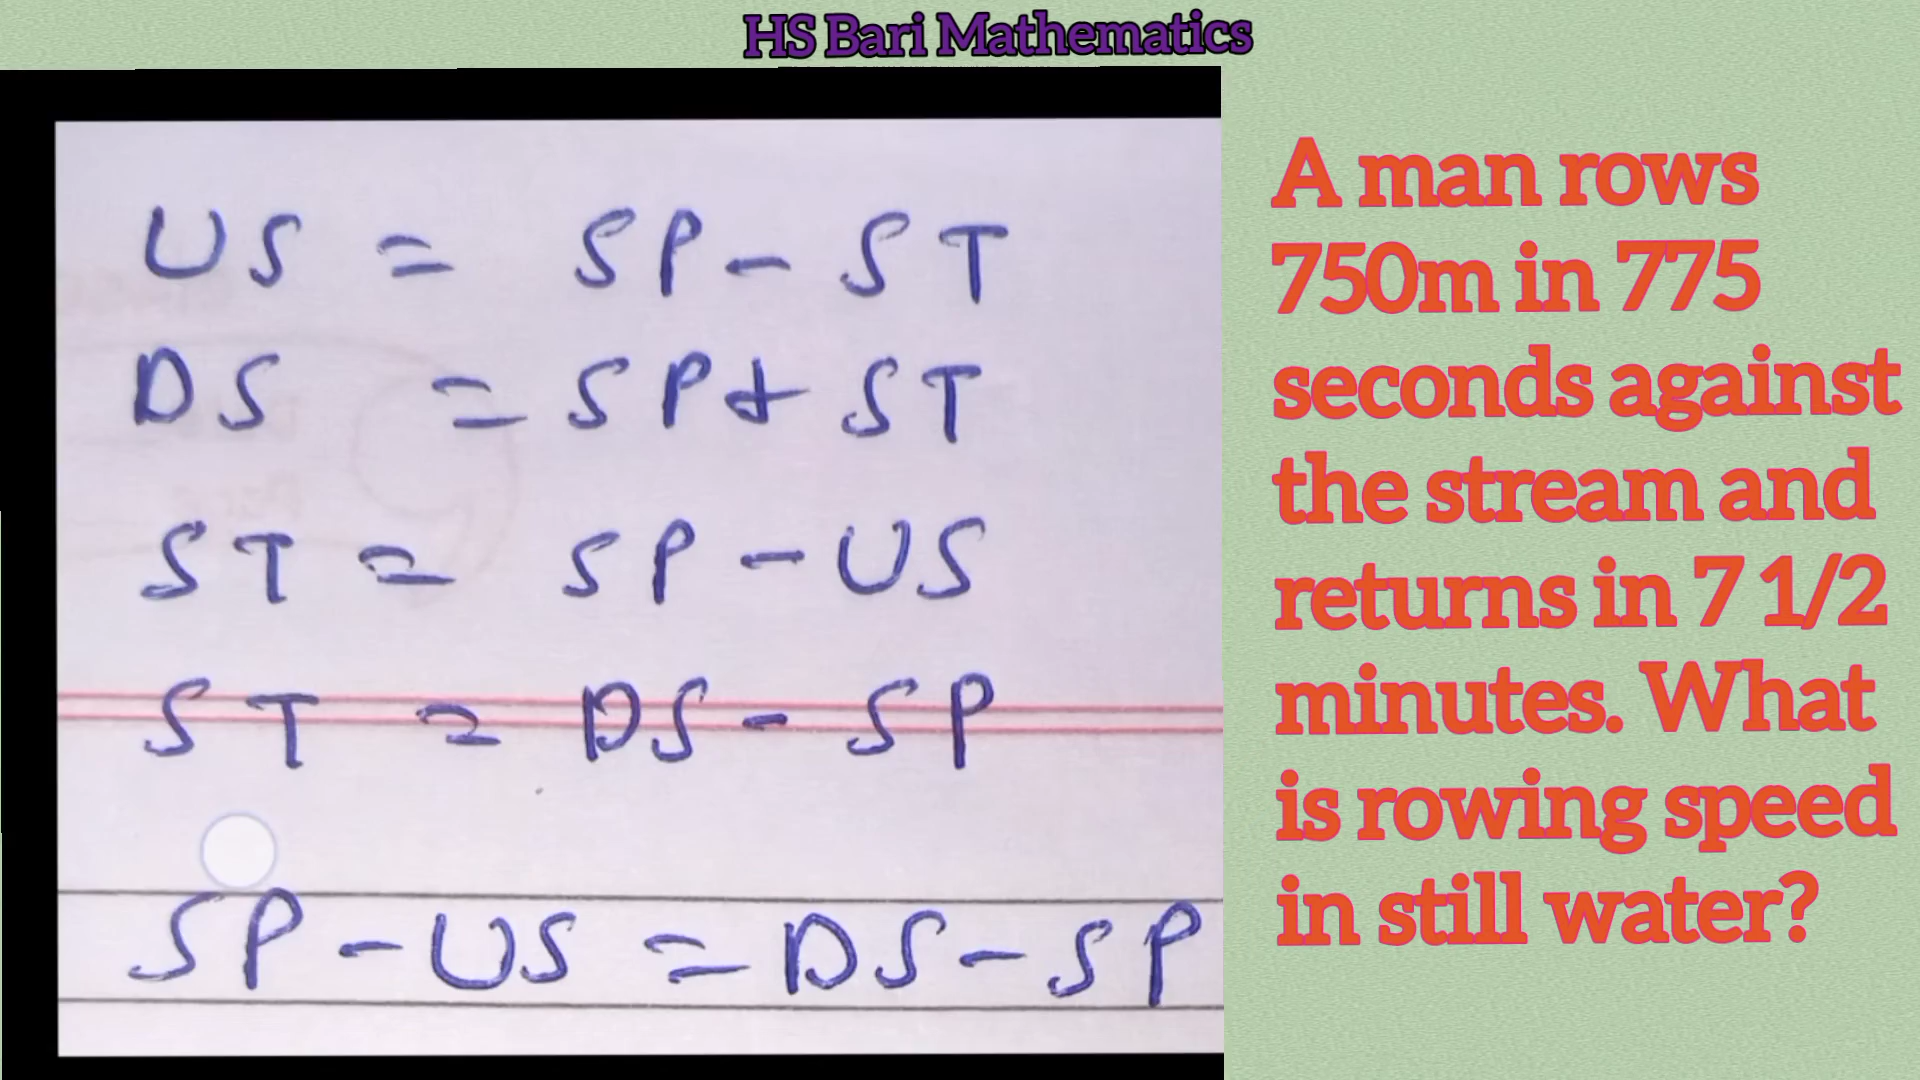 HS Bari Mathematics
US = SP - ST
DS = SP + ST
ST = SP - US
ST = DS - SP
SP - US = DS - SP
A man rows
750m in 775
seconds against
the stream and
returns in 7 1/2
minutes. What
is rowing speed
in still water?